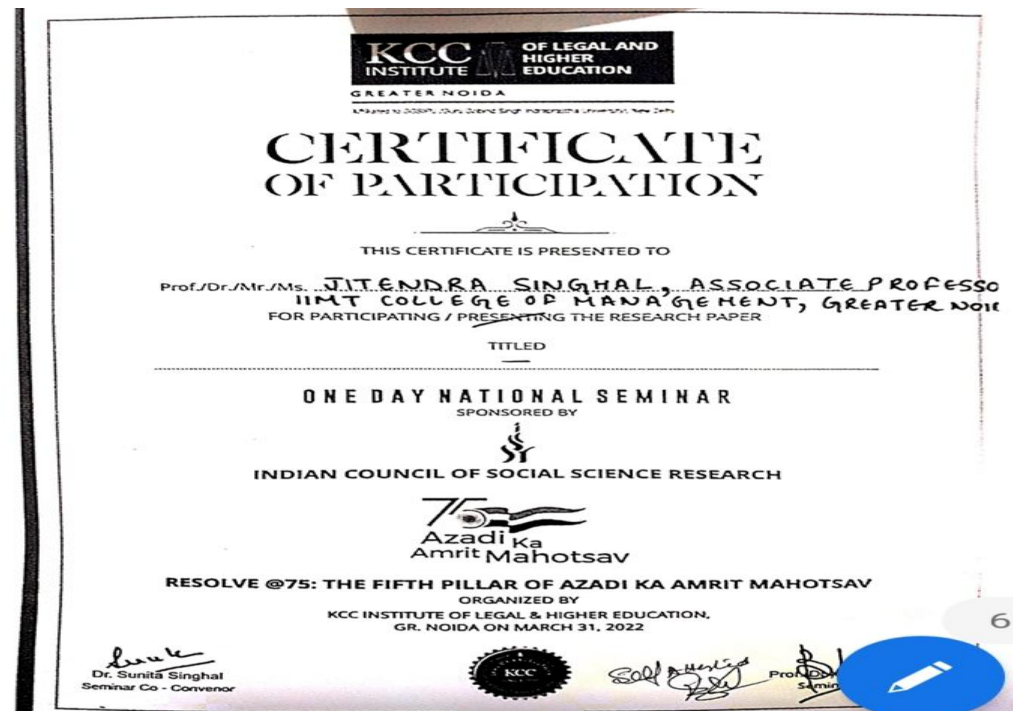 KCC
INSTITUTE
OF LEGAL AND
HIGHER
EDUCATION
GREATER NOIDA
CERTIFICATE
OF PARTICIPATION
THIS CERTIFICATE IS PRESENTED TO
Prof./Dr./Mr./Ms. JITENDRA SINGHAL, ASSOCIATE PROFESSO
IIMT COLLEGE OF MANAGEMENT, GREATER NOI
FOR PARTICIPATING / PRESENTING THE RESEARCH PAPER
TITLED
ONE DAY NATIONAL SEMINAR
SPONSORED BY
INDIAN COUNCIL OF SOCIAL SCIENCE RESEARCH
75
Azadi Ka
Amrit Mahotsav
RESOLVE @75: THE FIFTH PILLAR OF AZADI KA AMRIT MAHOTSAV
ORGANIZED BY
KCC INSTITUTE OF LEGAL & HIGHER EDUCATION,
GR. NOIDA ON MARCH 31, 2022
Dr. Sunita Singhal
Seminar Co - Convenor
KCC
Self Attested
Prof.
Semin
6